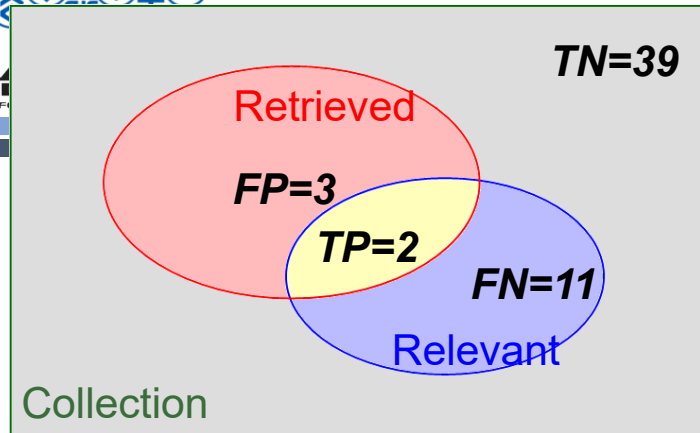 TN=39
Retrieved
FP=3
TP=2
FN=11
Relevant
Collection